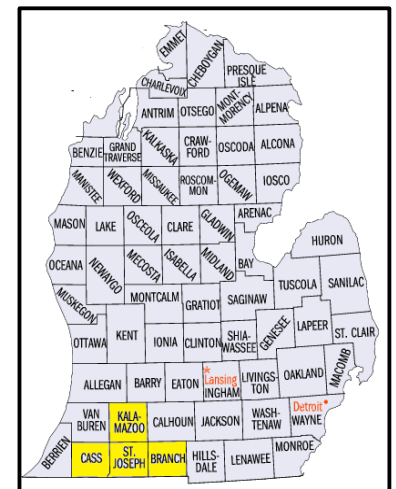 EMMET
CHEBOYGAN
PRESQUE
ISLE
CHARLEVOIX
ANTRIM
OTSEGO
MONT-
MORENCY
ALPENA
BENZIE
GRAND
TRAVERSE
KALKASKA
CRAW-
FORD
OSCODA
ALCONA
MANISTEE
WEXFORD
MISSAUKEE
ROSCOM-
MON
OGEMAW
IOSCO
ARENAC
MASON
LAKE
OSCEOLA
CLARE
GLADWIN
HURON
OCEANA
NEWAYGO
MECOSTA
ISABELLA
MIDLAND
BAY
TUSCOLA
SANILAC
MUSKEGON
MONTCALM
GRATIOT
SAGINAW
OTTAWA
KENT
IONIA
CLINTON
SHIA-
WASSEE
GENESEE
LAPEER
ST. CLAIR
ALLEGAN
BARRY
EATON
*
Lansing
INGHAM
LIVINGS-
TON
OAKLAND
MACOMB
VAN
BUREN
KALA-
MAZOO
CALHOUN
JACKSON
WASH-
TENAW
Detroit
WAYNE
BERRIEN
CASS
ST.
JOSEPH
BRANCH
HILLS-
DALE
LENAWEE
MONROE